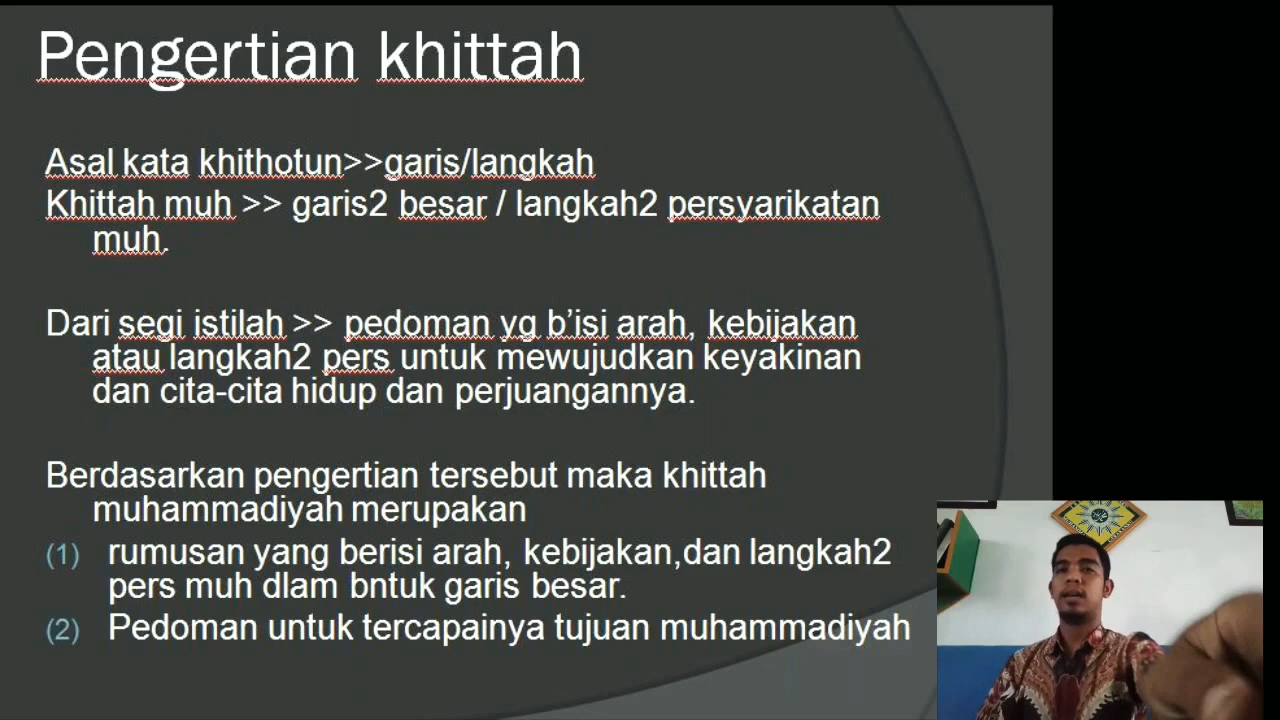 Pengertian khittah
Asal kata khithotun>>garis/langkah
Khittah muh >> garis2 besar / langkah2 persyarikatan
muh.
Dari segi istilah >> pedoman yg b’isi arah, kebijakan
atau langkah2 pers untuk mewujudkan keyakinan
dan cita-cita hidup dan perjuangannya.
Berdasarkan pengertian tersebut maka khittah
muhammadiyah merupakan
(1) rumusan yang berisi arah, kebijakan,dan langkah2
pers muh dlam bntuk garis besar.
(2) Pedoman untuk tercapainya tujuan muhammadiyah